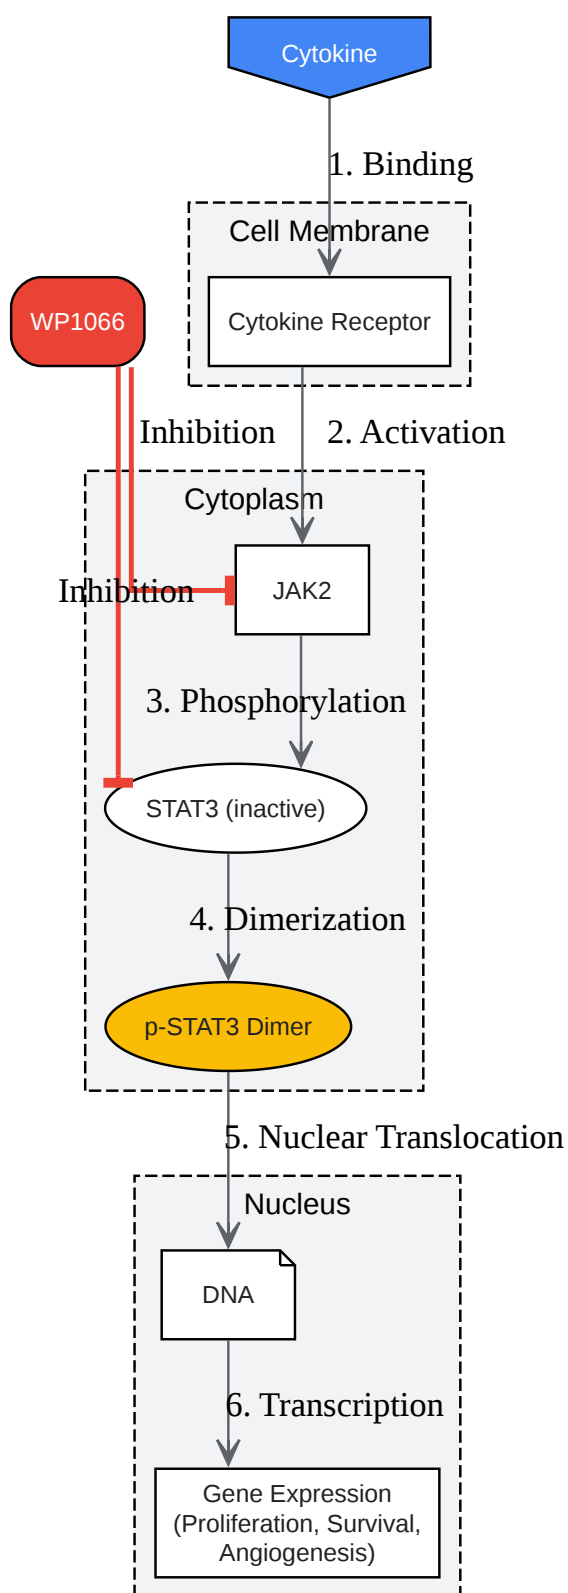 Cytokine
1. Binding
Cell Membrane
WP1066
Cytokine Receptor
Inhibition
2. Activation
Cytoplasm
JAK2
Inhibition
3. Phosphorylation
STAT3 (inactive)
4. Dimerization
p-STAT3 Dimer
5. Nuclear Translocation
Nucleus
DNA
6. Transcription
Gene Expression
(Proliferation, Survival,
Angiogenesis)